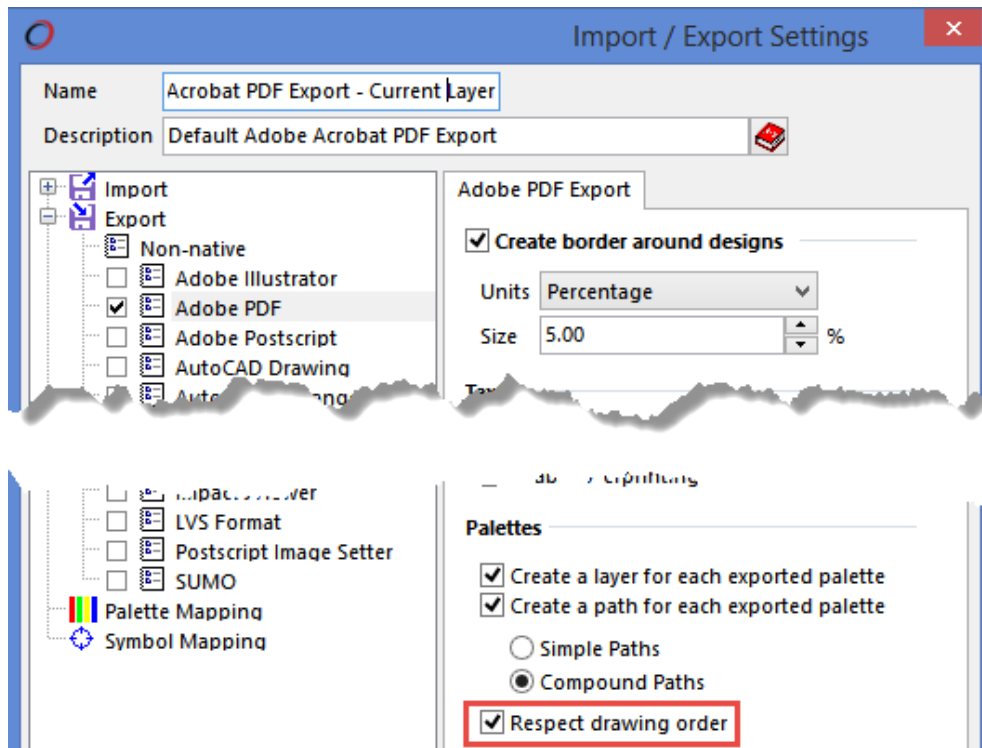 Import / Export Settings
Name Acrobat PDF Export - Current Layer
Description Default Adobe Acrobat PDF Export
Import
Export
Non-native
Adobe Illustrator
Adobe PDF
Adobe Postscript
AutoCAD Drawing
LVS Format
Postscript Image Setter
SUMO
Palette Mapping
Symbol Mapping
Adobe PDF Export
Create border around designs
Units Percentage
Size 5.00 %
Palettes
Create a layer for each exported palette
Create a path for each exported palette
Simple Paths
Compound Paths
Respect drawing order